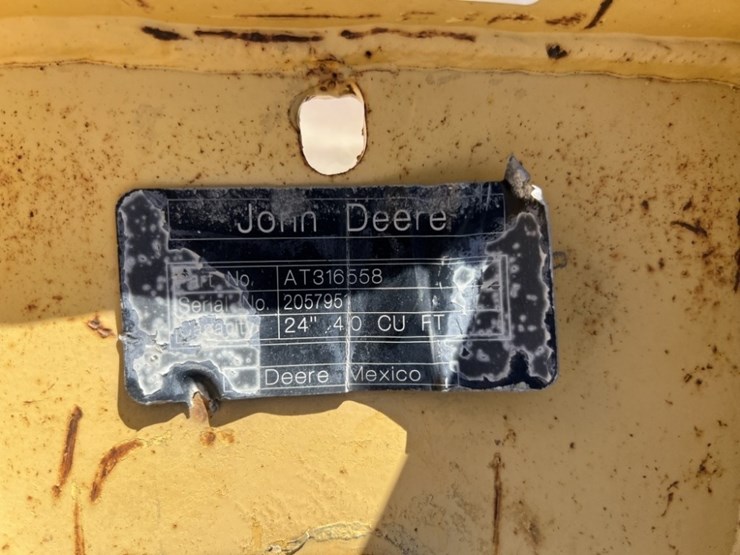 John Deere
Part No. AT316558
Serial No. 205795
24" 4.0 CU FT
Deere Mexico